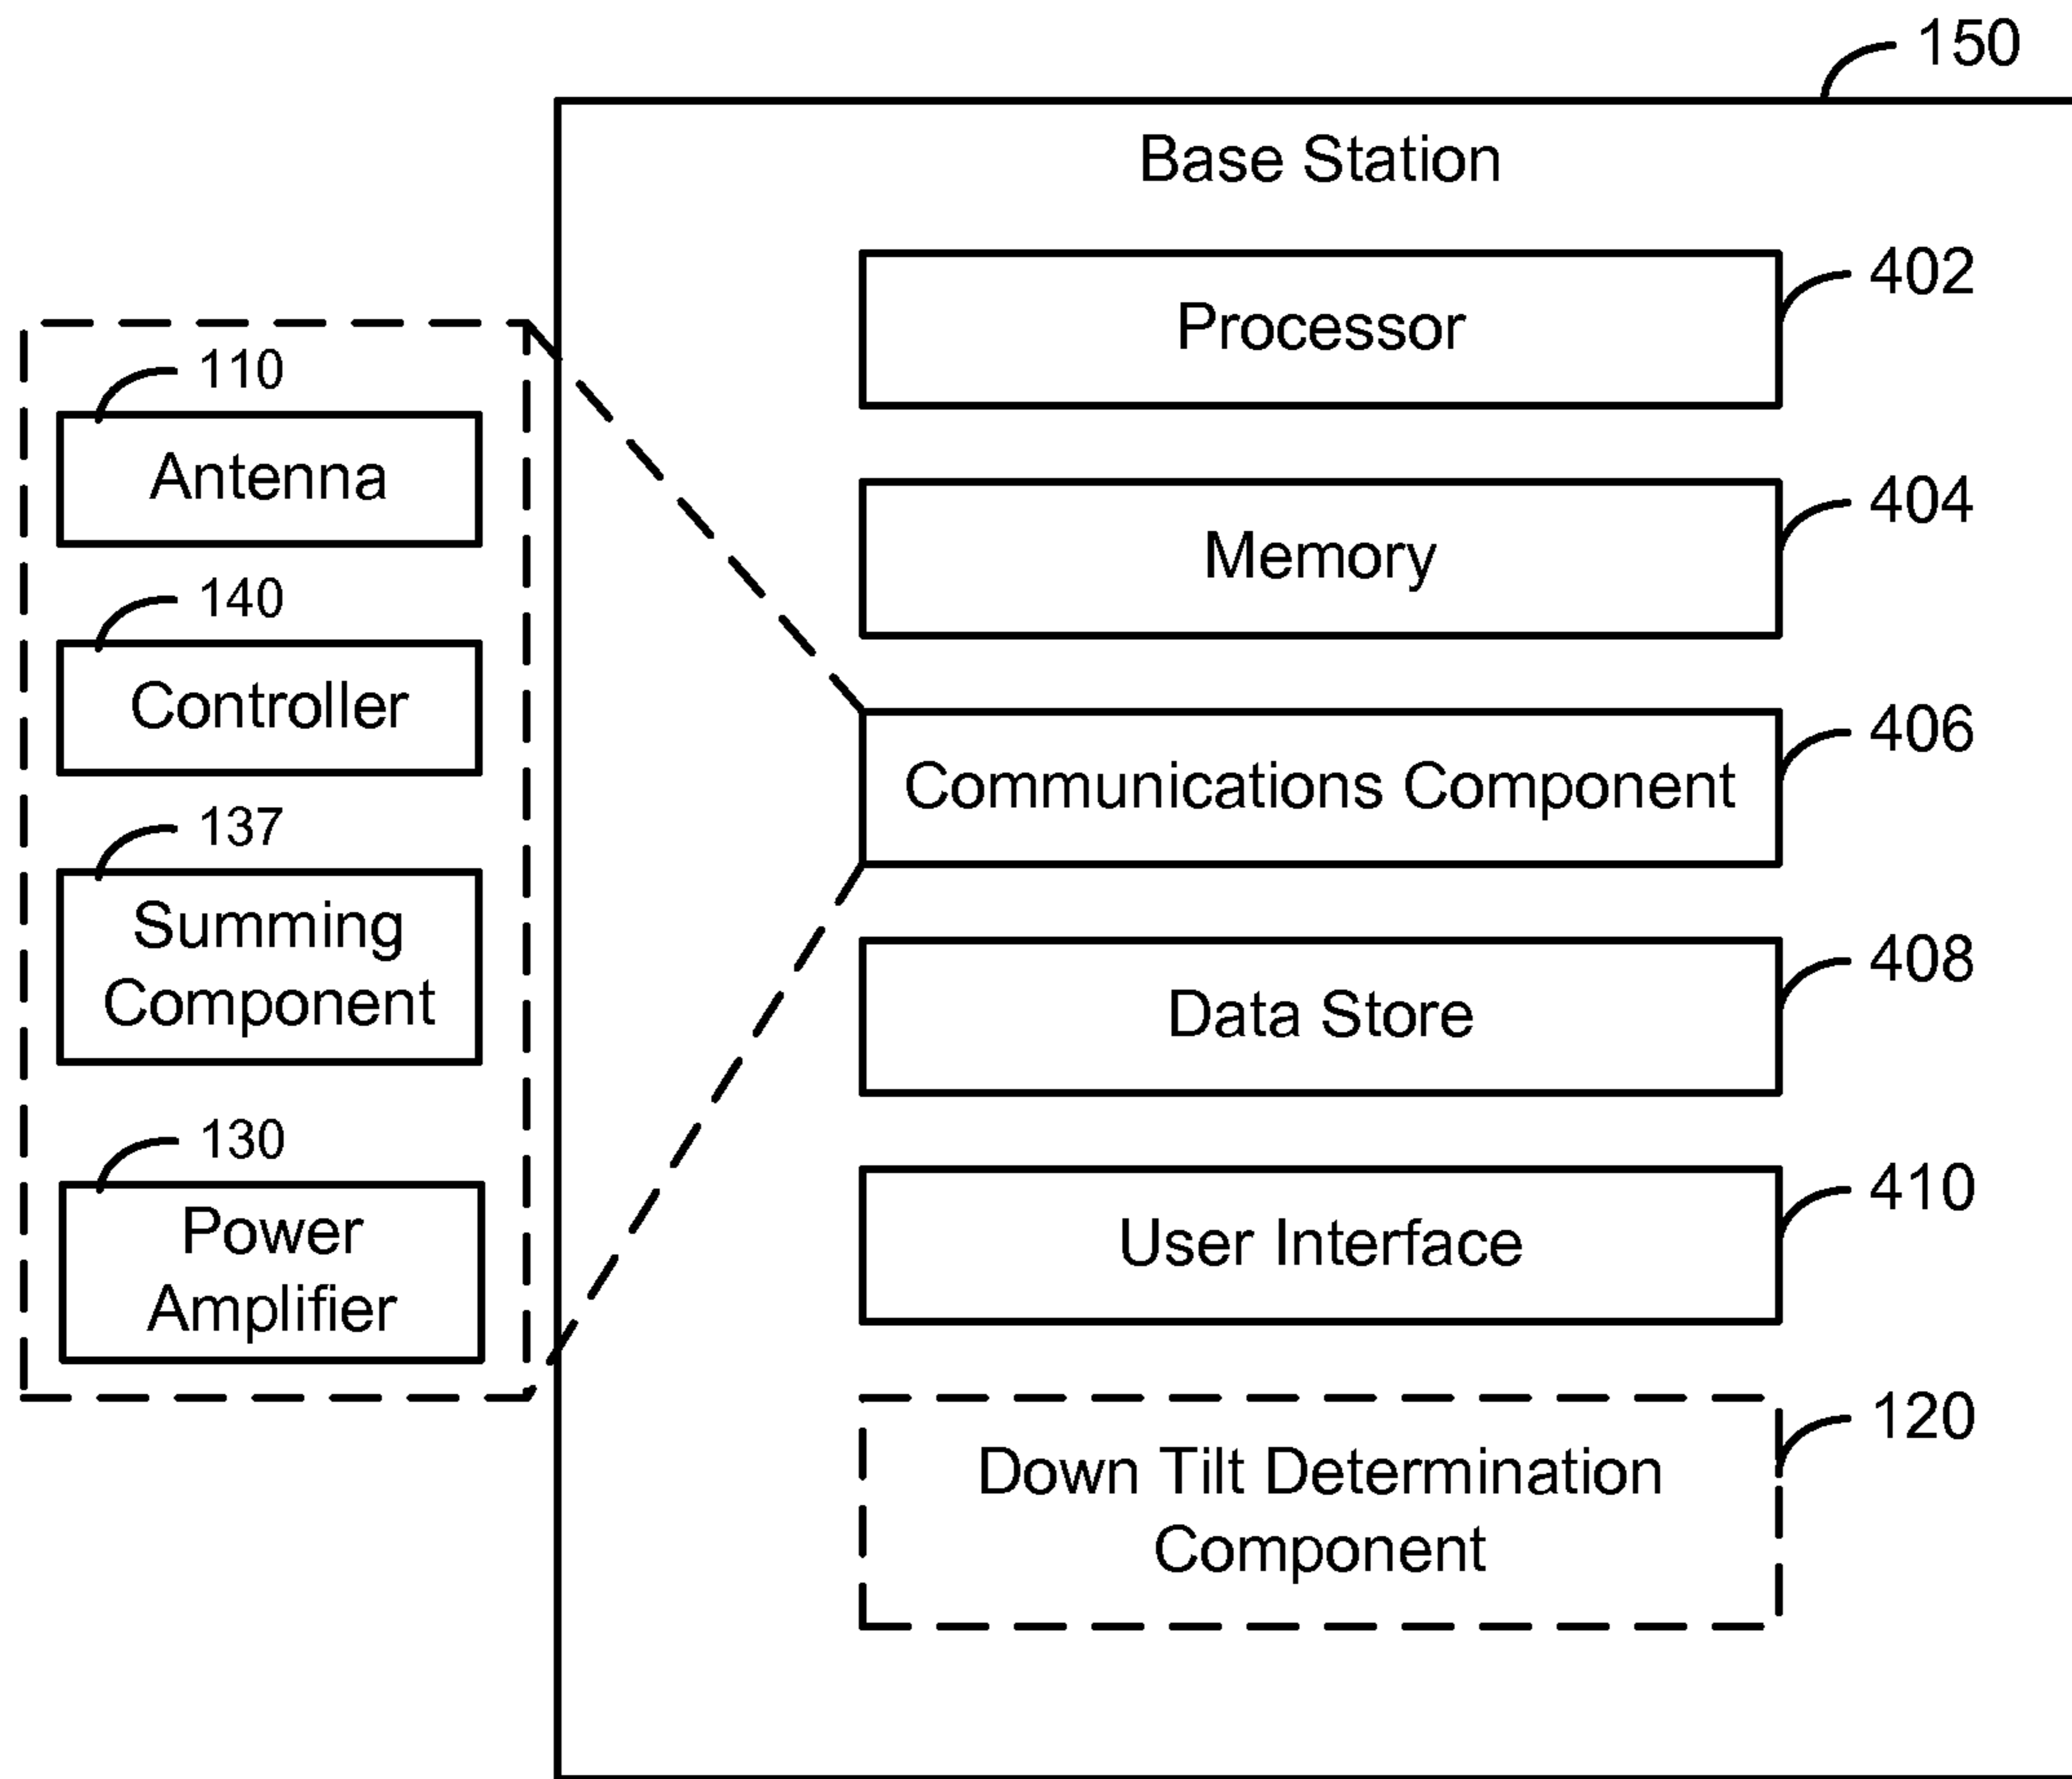 150
Base Station
402
Processor
404
Memory
406
Communications Component
408
Data Store
410
User Interface
120
Down Tilt Determination
Component
110
Antenna
140
Controller
137
Summing
Component
130
Power
Amplifier